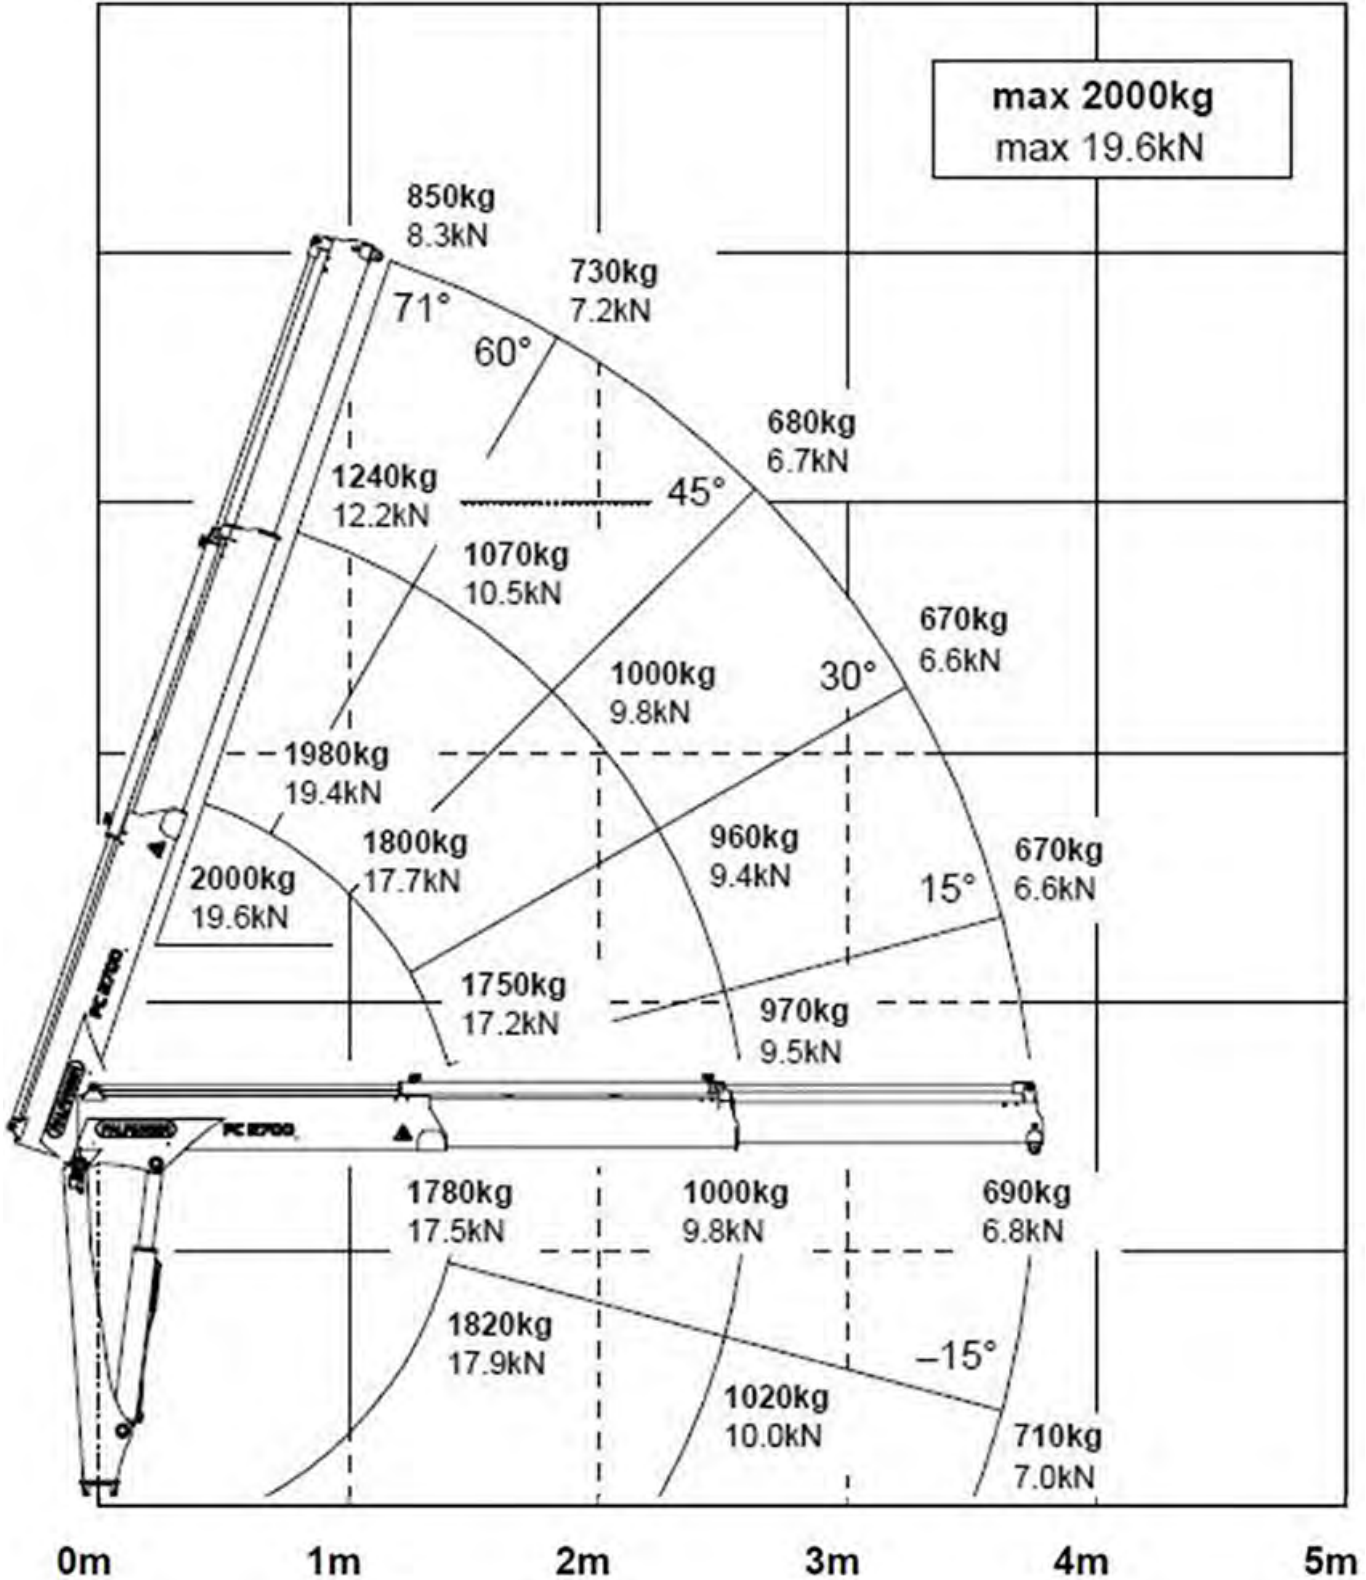 max 2000kg
max 19.6kN
850kg
8.3kN
71°
730kg
7.2kN
60°
680kg
6.7kN
45°
1240kg
12.2kN
1070kg
10.5kN
670kg
6.6kN
30°
1000kg
9.8kN
1980kg
19.4kN
1800kg
17.7kN
960kg
9.4kN
670kg
6.6kN
15°
2000kg
19.6kN
1750kg
17.2kN
970kg
9.5kN
PC 2700
PALFINGER
PALFINGER
PC 2700
1780kg
17.5kN
1000kg
9.8kN
690kg
6.8kN
1820kg
17.9kN
–15°
1020kg
10.0kN
710kg
7.0kN
0m 1m 2m 3m 4m 5m